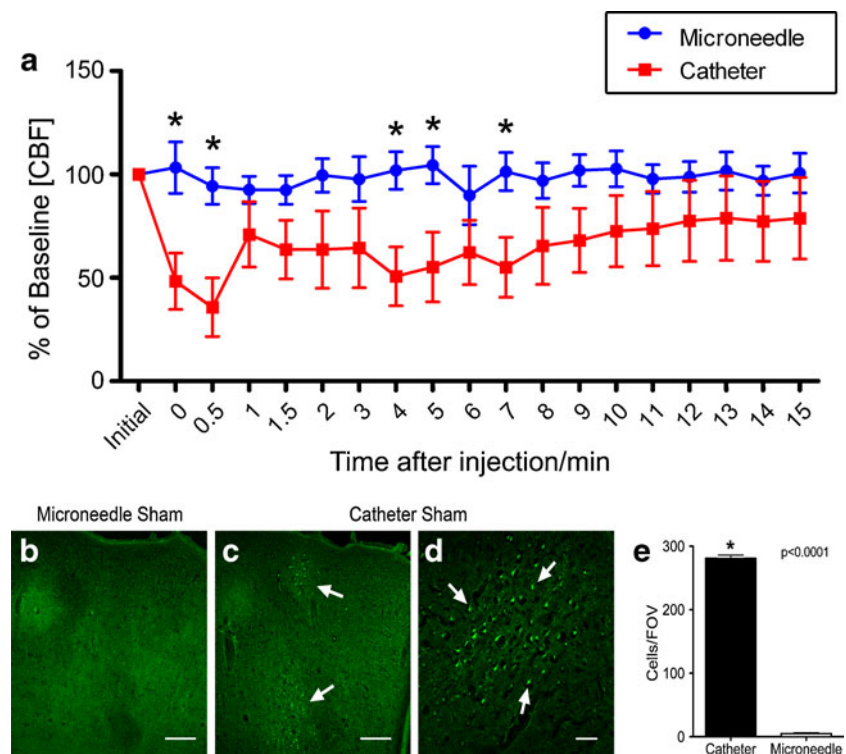 a
Microneedle
Catheter
150
100
50
0
% of Baseline [CBF]
* * * * *
Initial 0 0.5 1 1.5 2 3 4 5 6 7 8 9 10 11 12 13 14 15
Time after injection/min
Microneedle Sham
Catheter Sham
b
c
d
e
300
200
100
0
Cells/FOV
*
p<0.0001
Catheter Microneedle